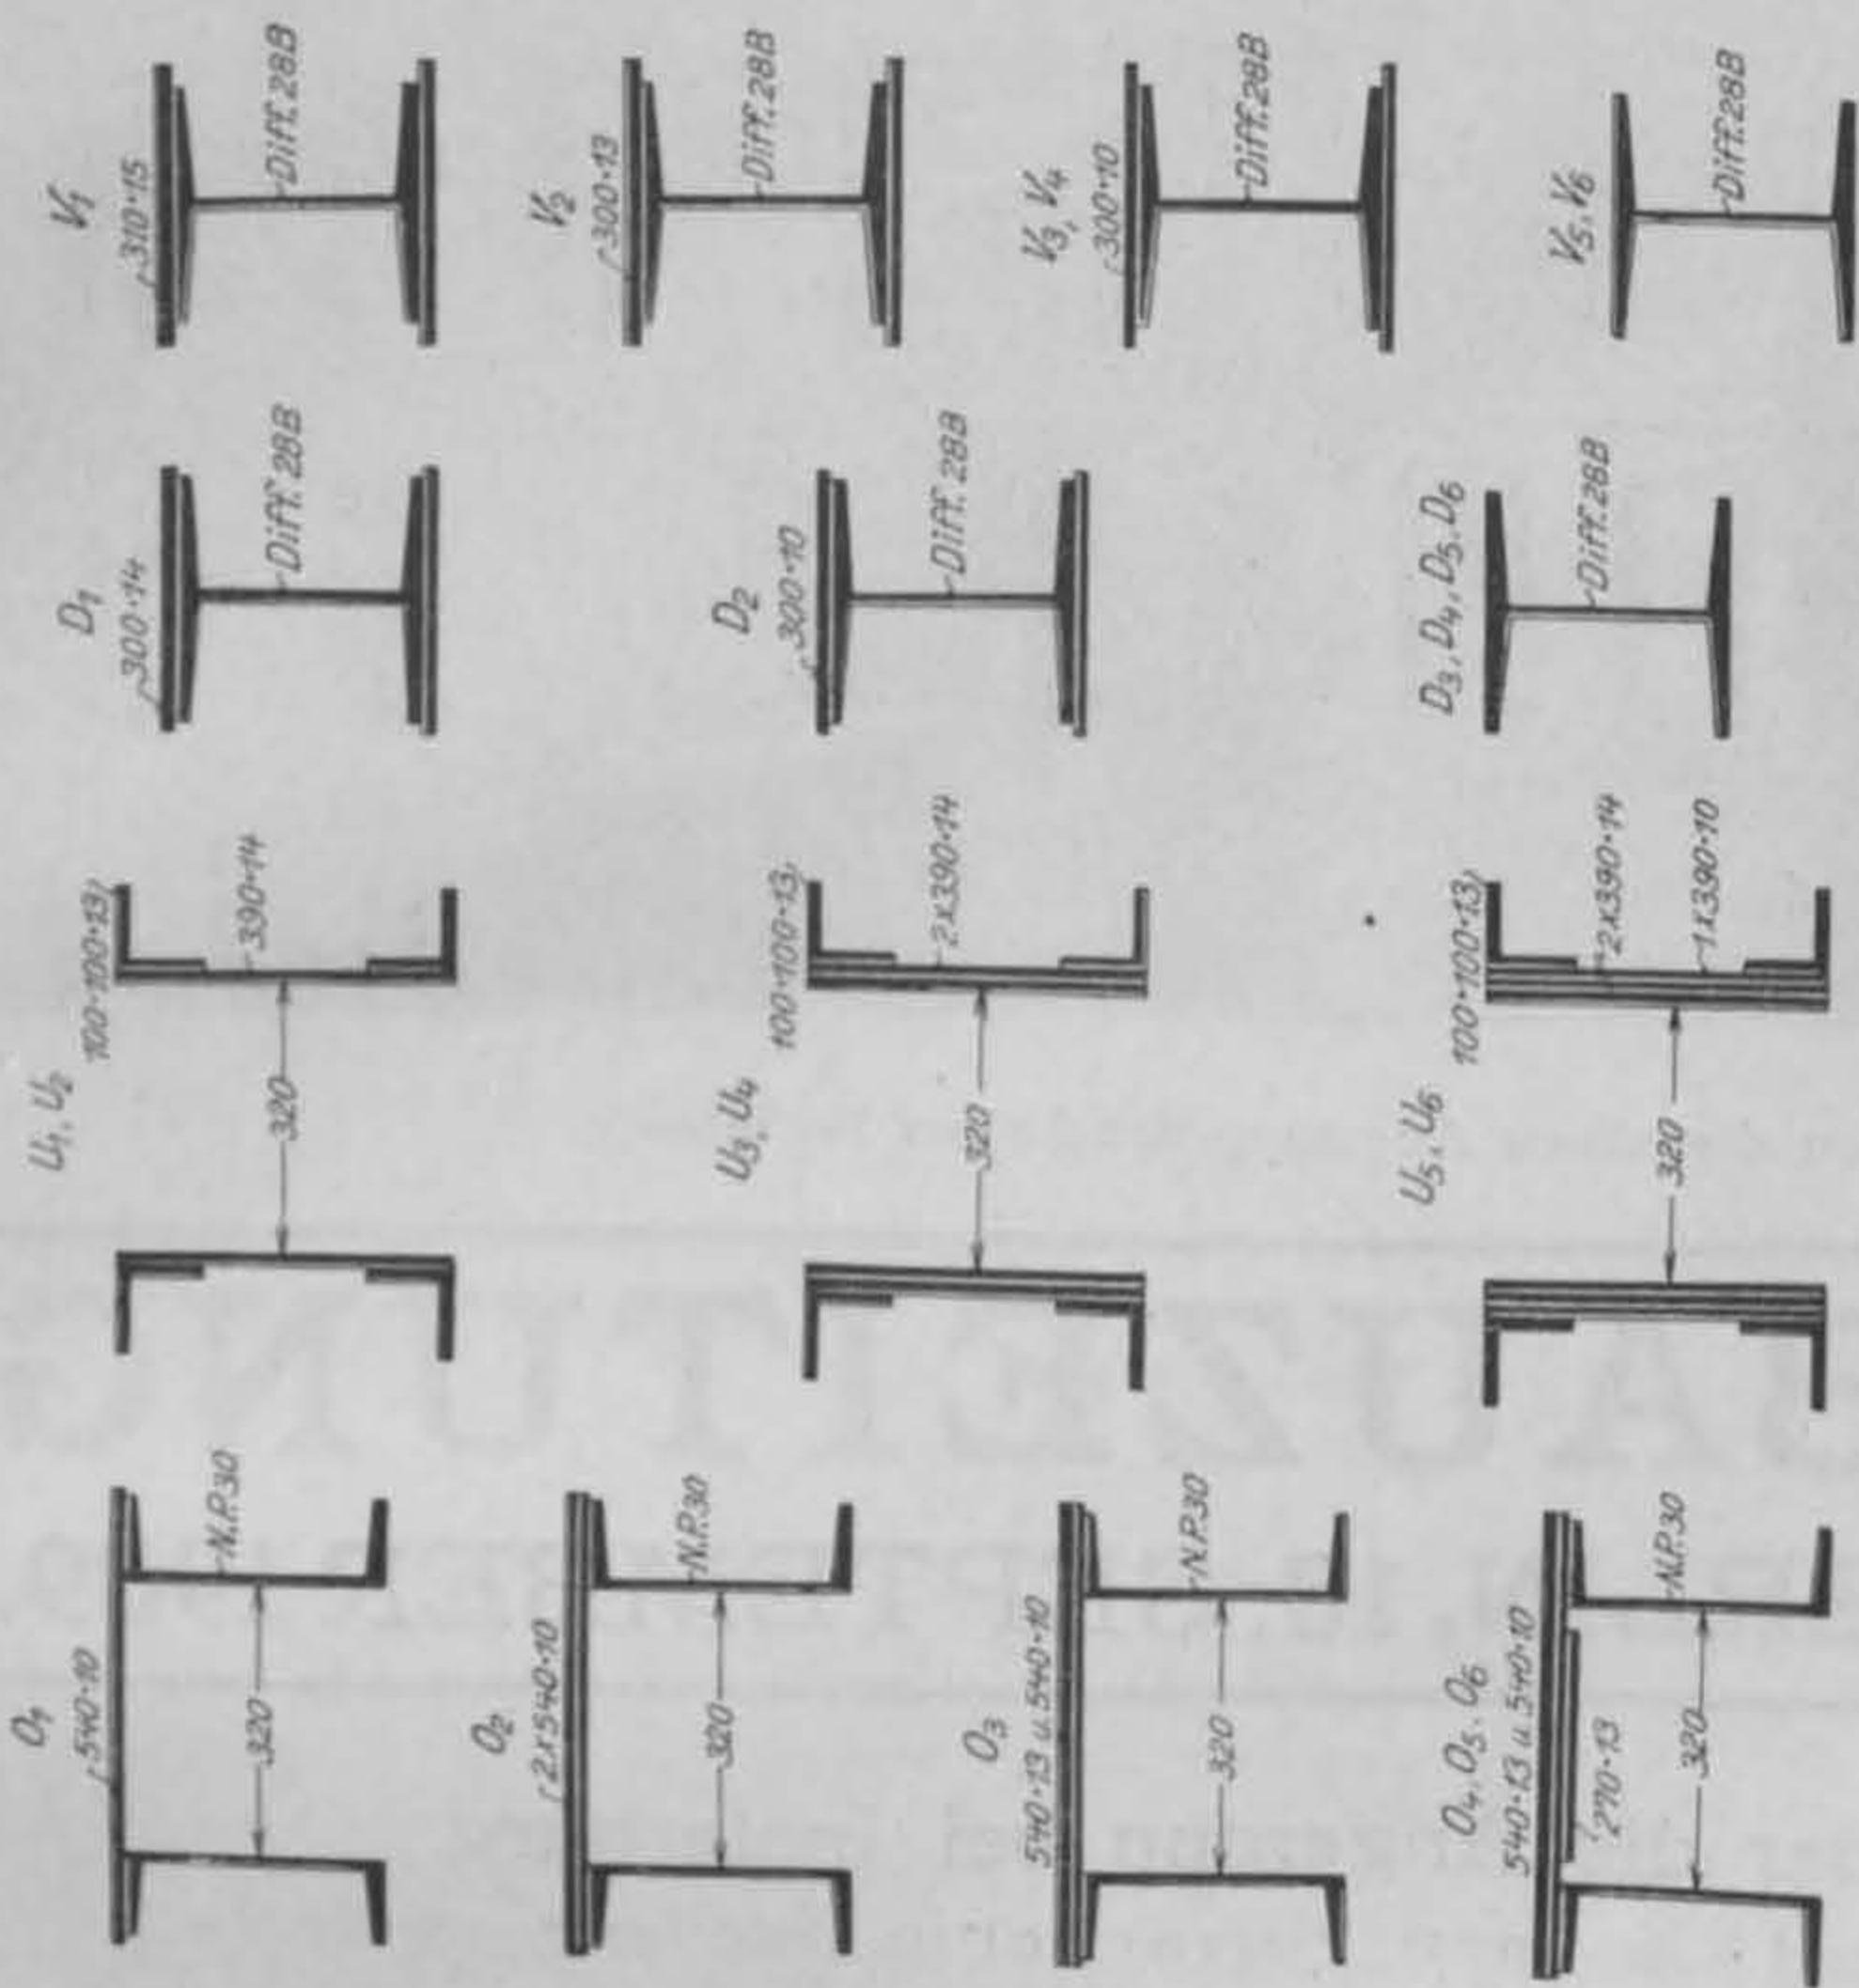 O₁
540·10
N.P.30
320
O₂
2x540·10
N.P.30
320
O₃
540·13 u. 540·10
N.P.30
320
O₄, O₅, O₆
540·13 u. 540·10
270·13
N.P.30
320
U₁, U₂
100·100·13
390·14
320
U₃, U₄
100·100·13
2x390·14
320
U₅, U₆
100·100·13
2x390·14
1x390·10
320
D₁
300·14
Diff. 28B
D₂
300·10
Diff. 28B
D₃, D₄, D₅, D₆
Diff. 28B
V₁
310·15
Diff. 28B
V₂
300·13
Diff. 28B
V₃, V₄
300·10
Diff. 28B
V₅, V₆
Diff. 28B